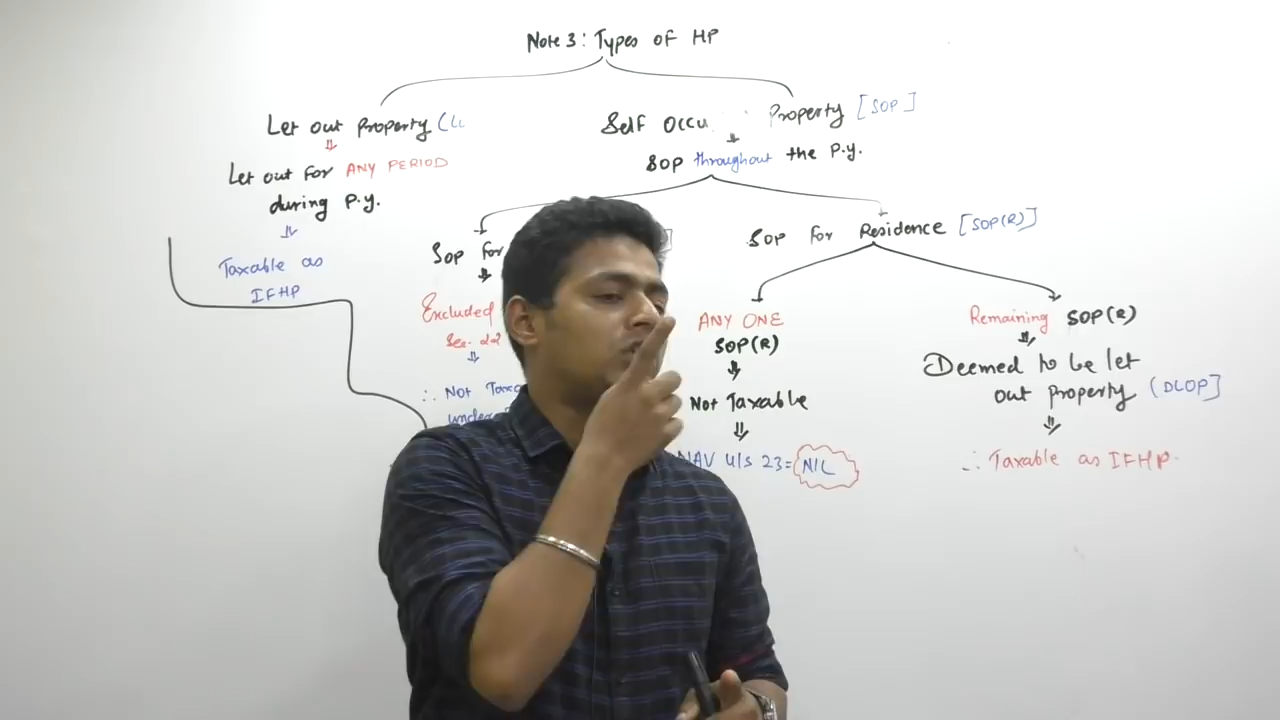 Note 3: Types of HP
Let out property (L
Let out for ANY PERIOD
during P.y.
Taxable as
IFHP
Self Occu Property [SOP]
SOP throughout the P.y.
Sop for
Excluded
Sec. 22
∴ Not Taxa
under
Sop for Residence [SOP(R)]
ANY ONE
SOP(R)
Not Taxable
NAV U/S 23= NIL
Remaining SOP(R)
Deemed to be let
out property (DLOP]
∴ Taxable as IFHP.